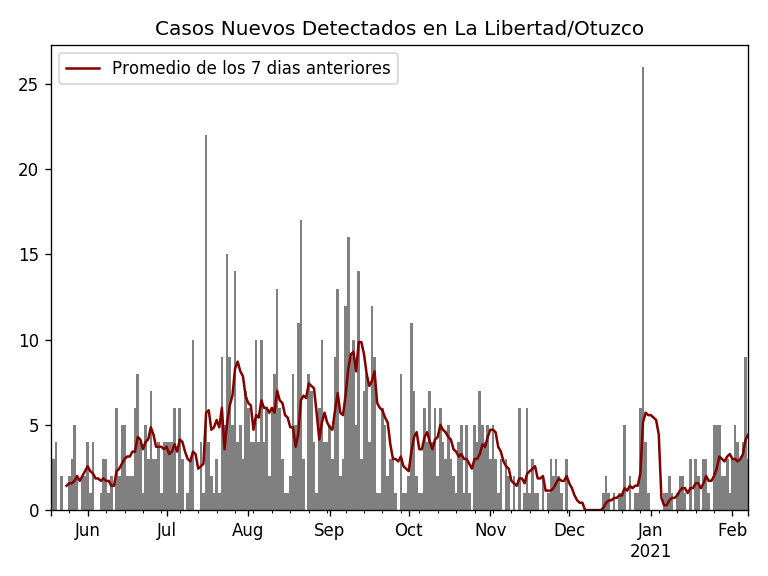 Casos Nuevos Detectados en La Libertad/Otuzco
Promedio de los 7 dias anteriores
25
20
15
10
5
0
Jun Jul Aug Sep Oct Nov Dec Jan Feb
2021